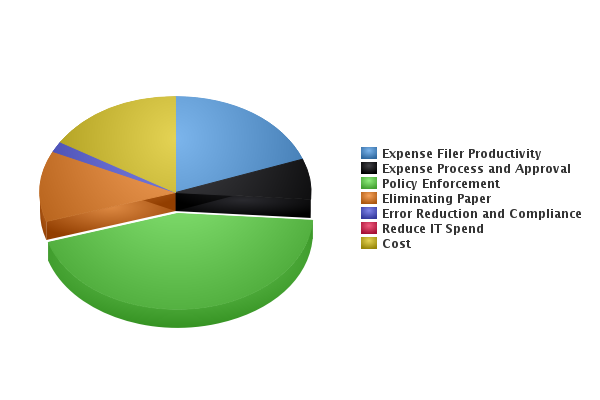 Expense Filer Productivity
Expense Process and Approval
Policy Enforcement
Eliminating Paper
Error Reduction and Compliance
Reduce IT Spend
Cost